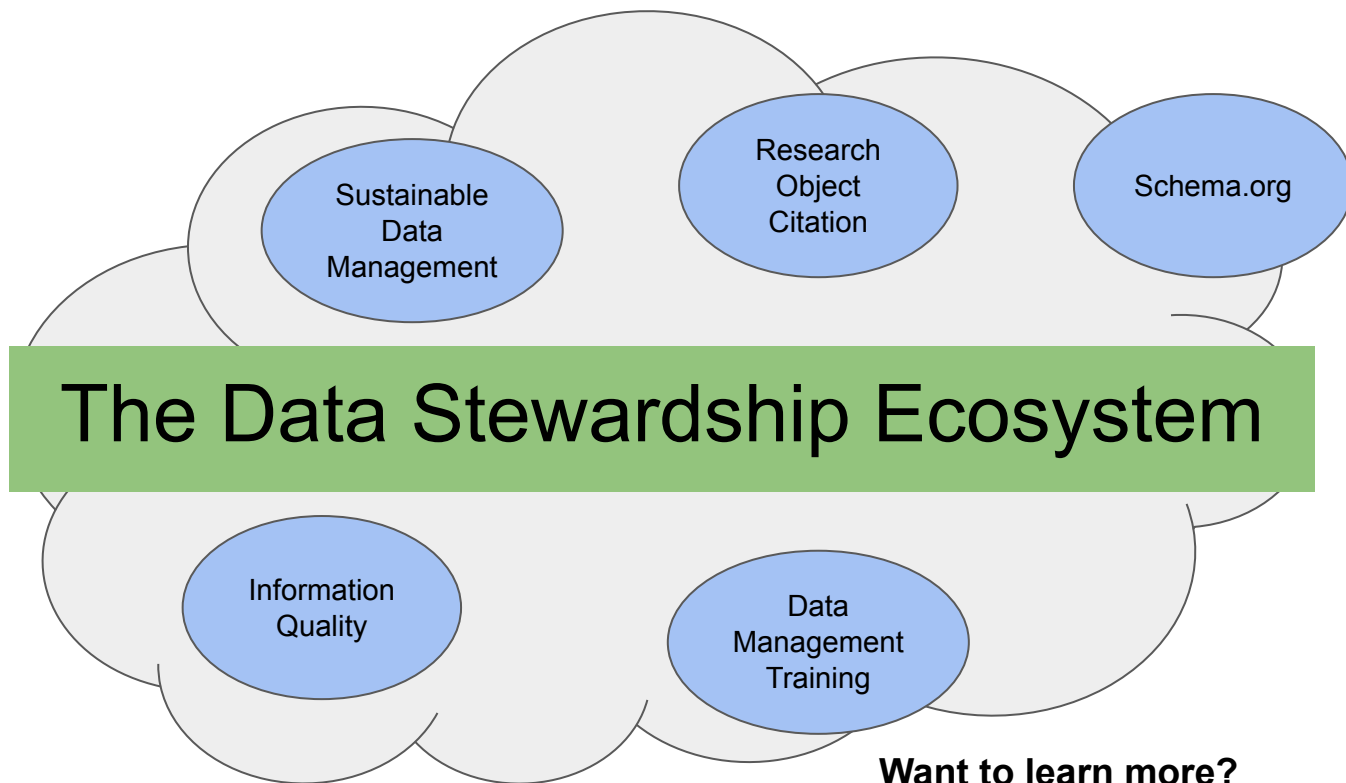 Sustainable
Data
Management
Research
Object
Citation
Schema.org
The Data Stewardship Ecosystem
Information
Quality
Data
Management
Training
Want to learn more?